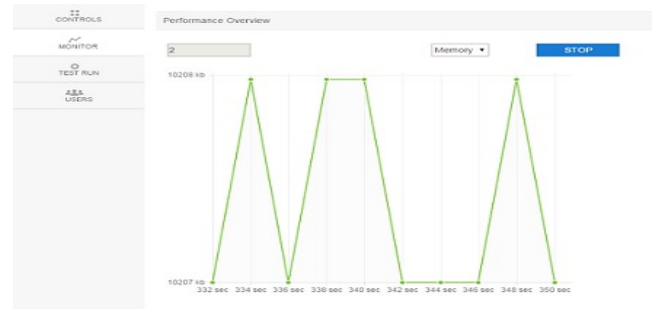 CONTROLS
MONITOR
TEST RUN
USERS
Performance Overview
2
Memory
STOP
10208 kb
10207 kb
332 sec 334 sec 336 sec 338 sec 340 sec 342 sec 344 sec 346 sec 348 sec 350 sec